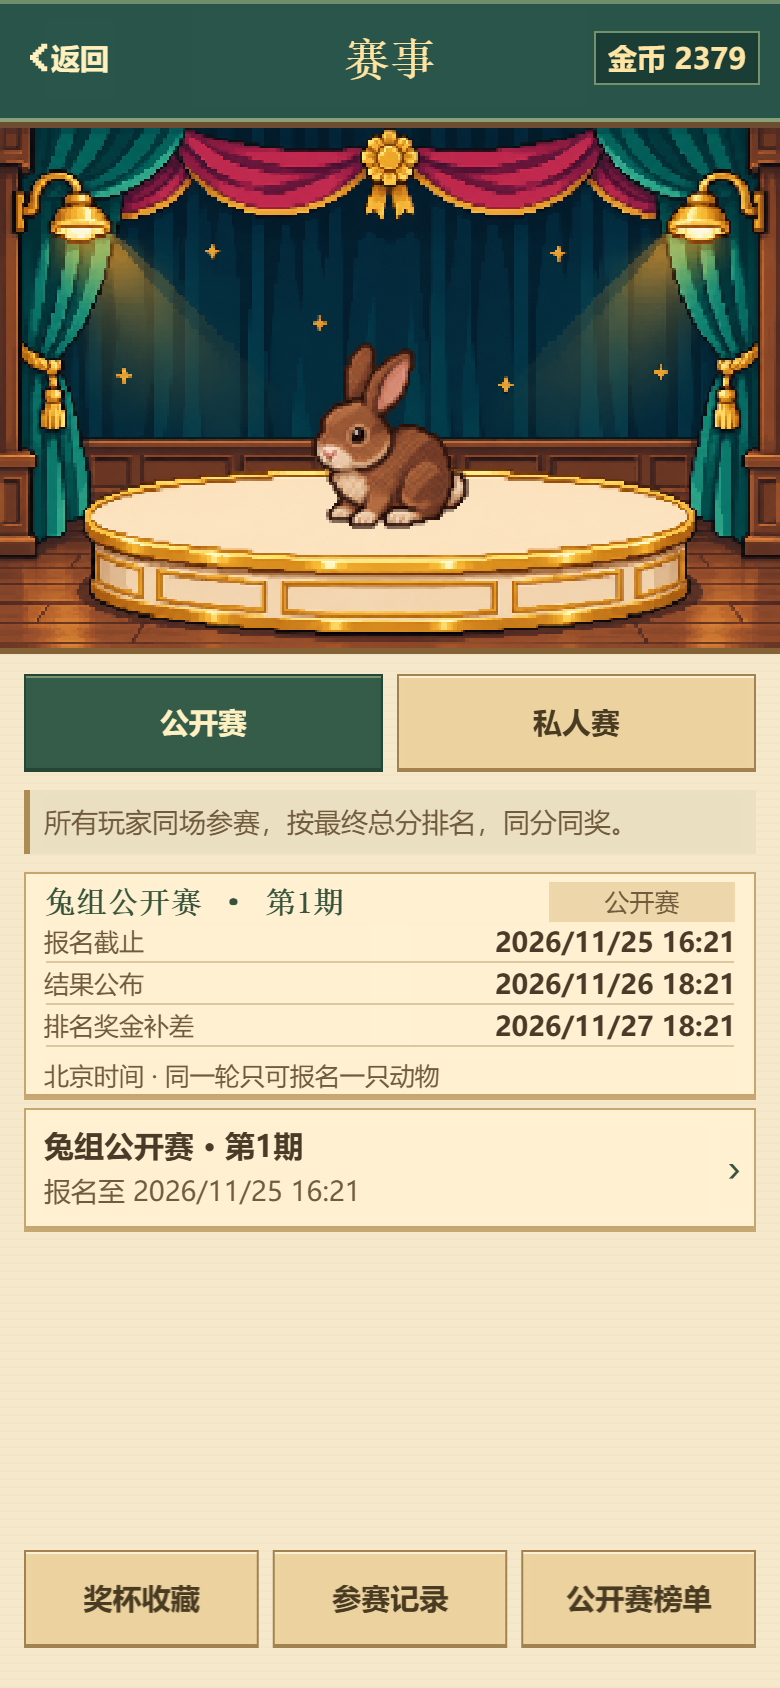 返回
赛事
金币 2379
公开赛
私人赛
所有玩家同场参赛，按最终总分排名，同分同奖。
兔组公开赛 · 第1期
公开赛
报名截止 2026/11/25 16:21
结果公布 2026/11/26 18:21
排名奖金补差 2026/11/27 18:21
北京时间 · 同一轮只可报名一只动物
兔组公开赛 · 第1期
报名至 2026/11/25 16:21
奖杯收藏
参赛记录
公开赛榜单